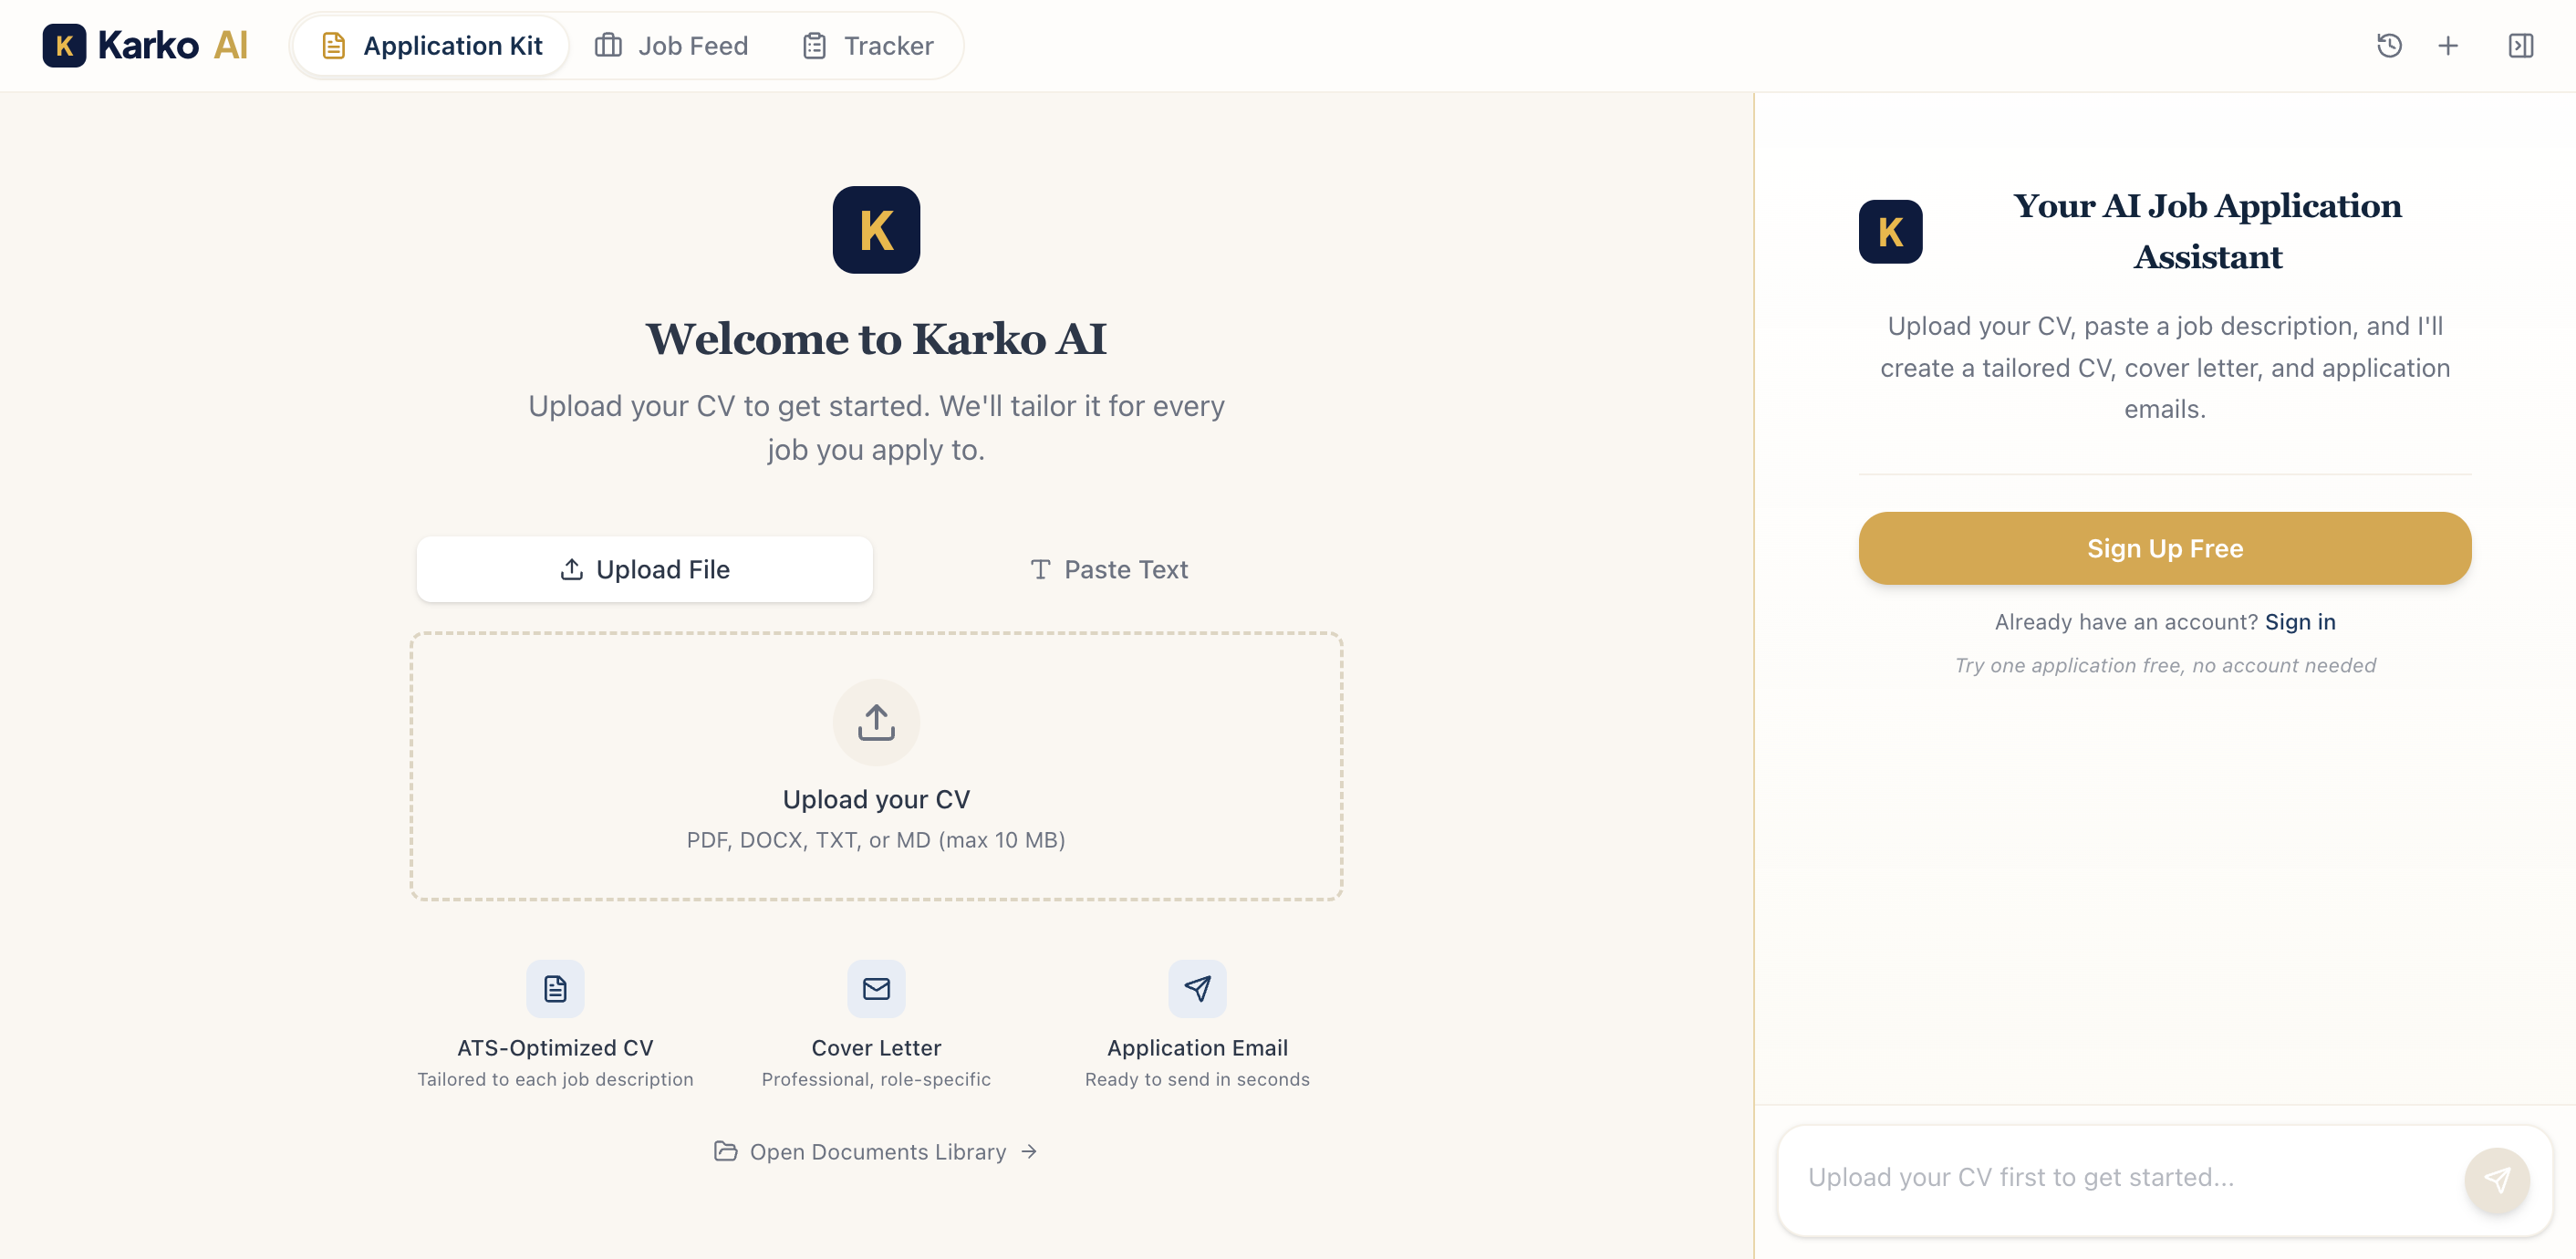 K Karko AI
Application Kit
Job Feed
Tracker
K
Welcome to Karko AI
Upload your CV to get started. We'll tailor it for every
job you apply to.
Upload File
Paste Text
Upload your CV
PDF, DOCX, TXT, or MD (max 10 MB)
ATS-Optimized CV
Tailored to each job description
Cover Letter
Professional, role-specific
Application Email
Ready to send in seconds
Open Documents Library →
K
Your AI Job Application
Assistant
Upload your CV, paste a job description, and I'll
create a tailored CV, cover letter, and application
emails.
Sign Up Free
Already have an account? Sign in
Try one application free, no account needed
Upload your CV first to get started...